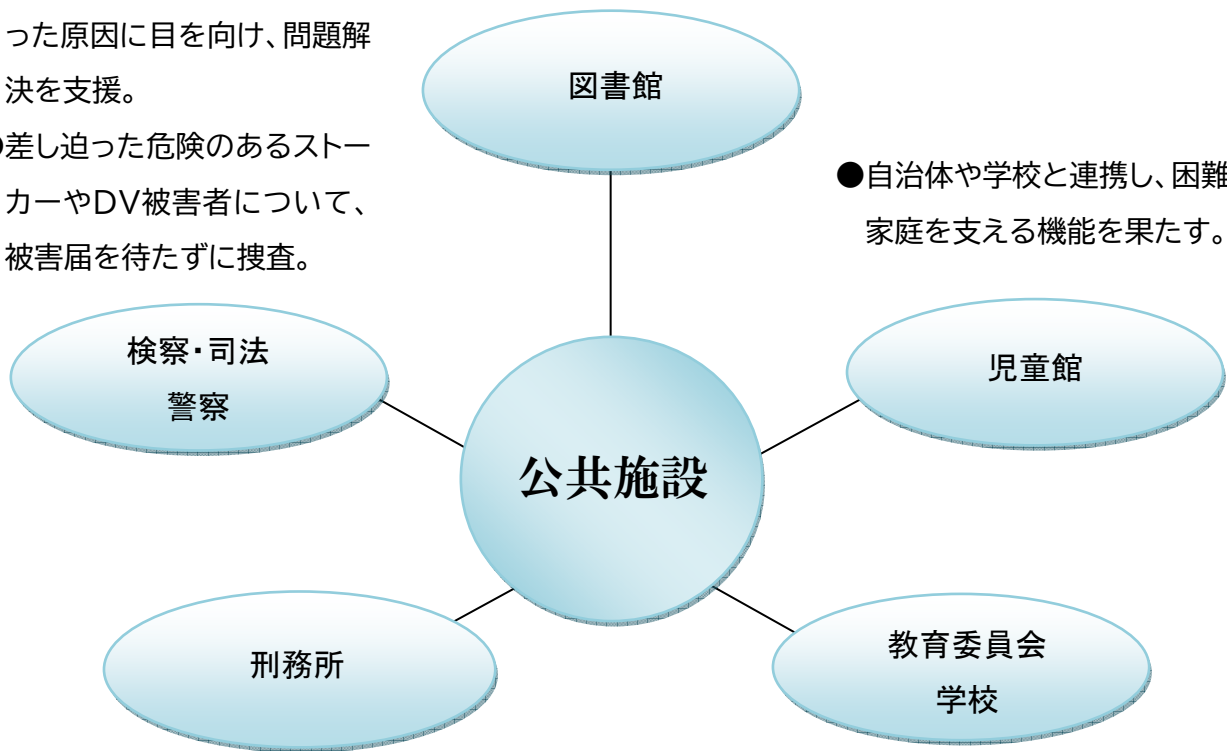 った原因に目を向け、問題解
決を支援。
●差し迫った危険のあるストー
カーやDV被害者について、
被害届を待たずに捜査。
図書館
●自治体や学校と連携し、困難
家庭を支える機能を果たす。
検察・司法
警察
児童館
公共施設
刑務所
教育委員会
学校